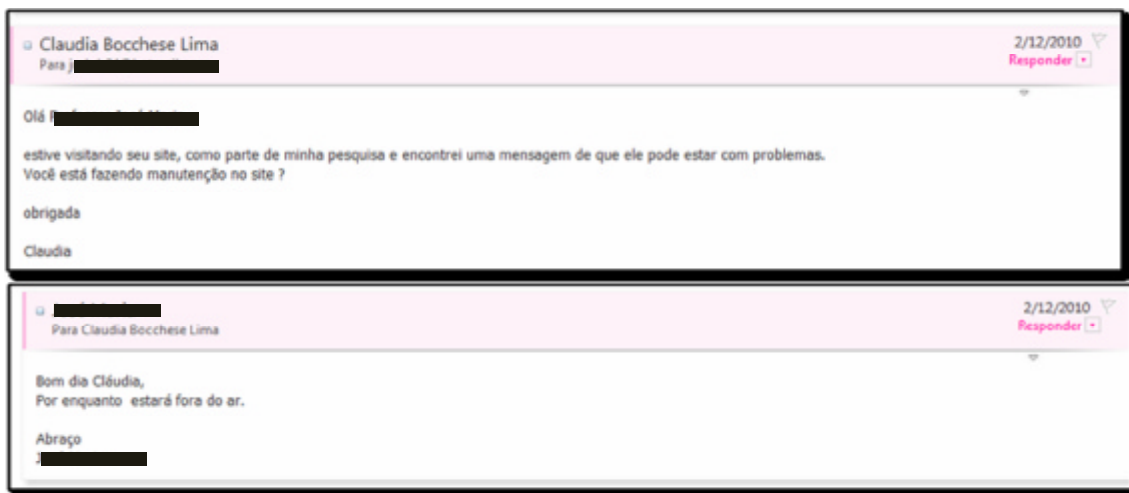 Claudia Bocchese Lima
2/12/2010
Para
Responder
Olá
estive visitando seu site, como parte de minha pesquisa e encontrei uma mensagem de que ele pode estar com problemas.
Você está fazendo manutenção no site ?
obrigada
Claudia
2/12/2010
Para Claudia Bocchese Lima
Responder
Bom dia Cláudia,
Por enquanto estará fora do ar.
Abraço